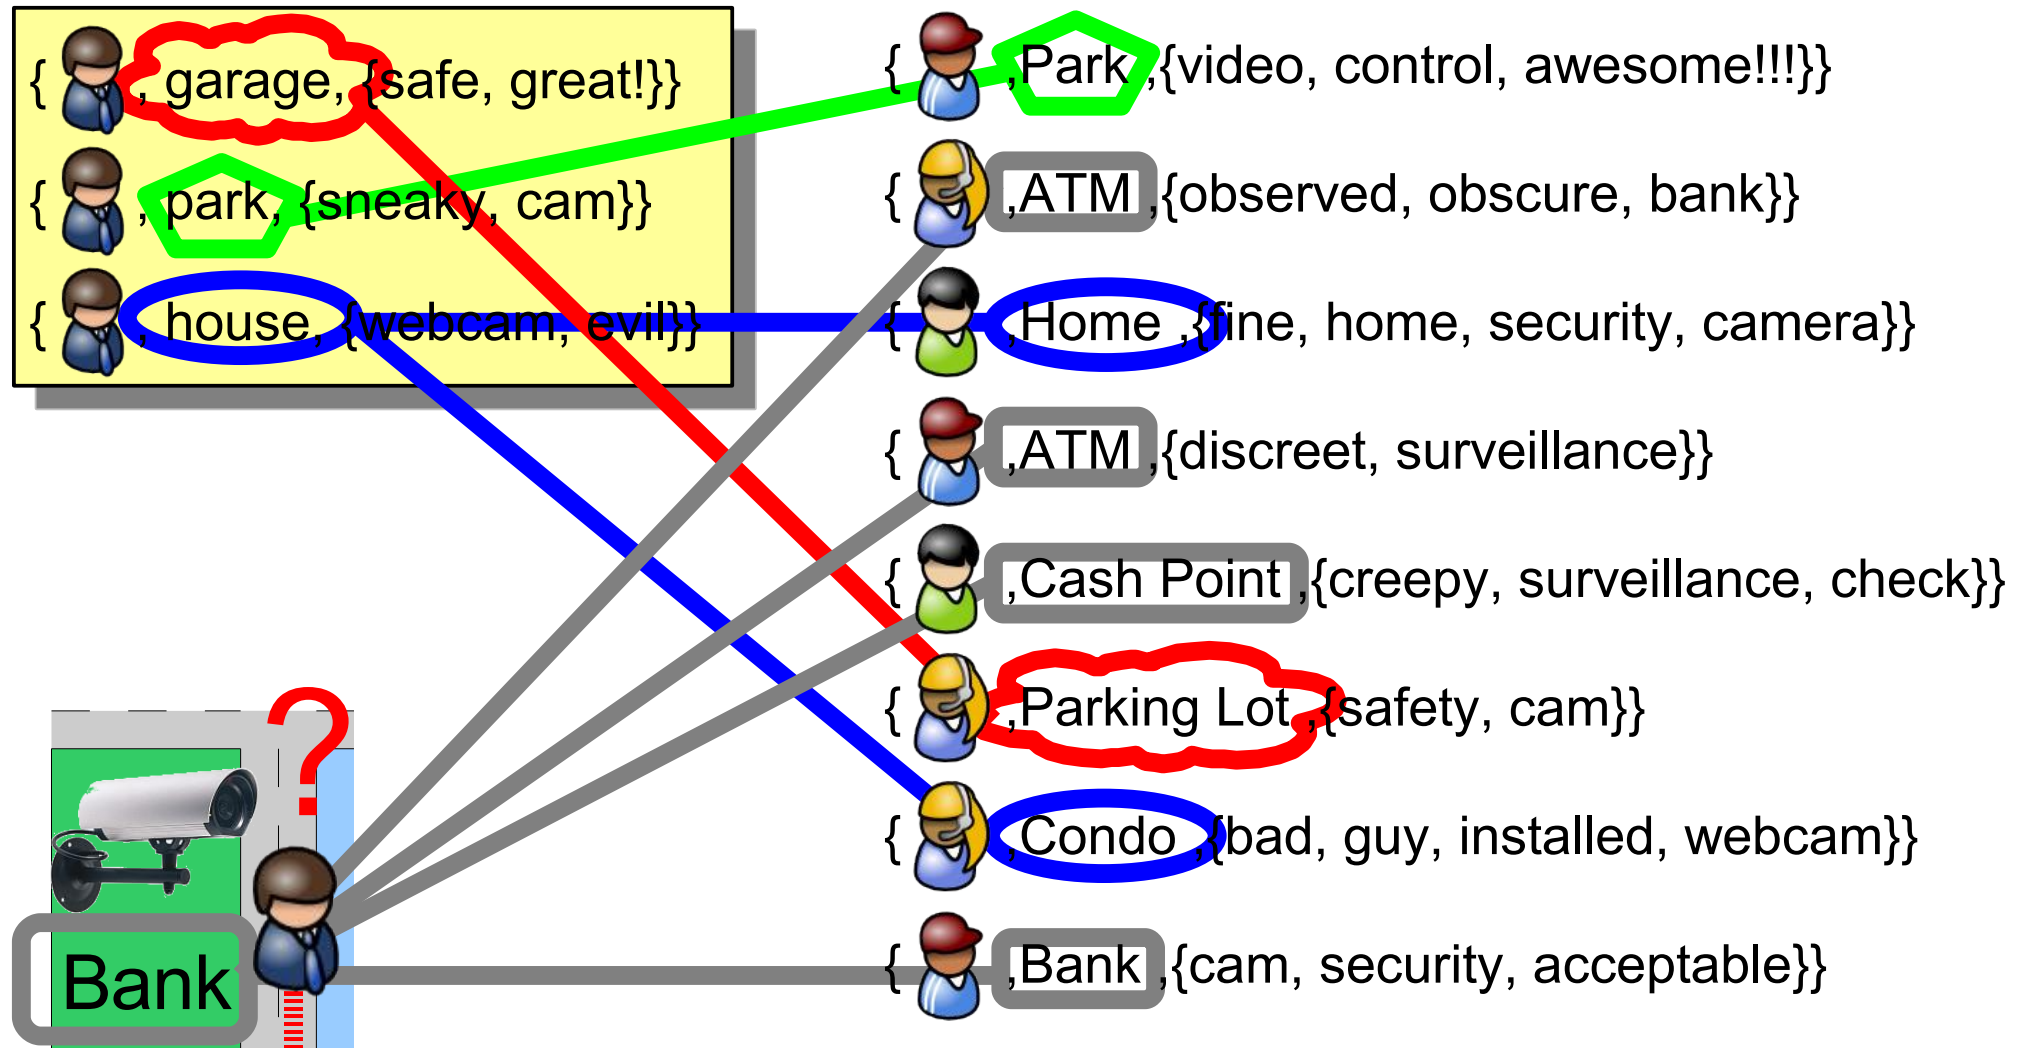 { , garage, {safe, great!}}
{ , park, {sneaky, cam}}
{ , house, {webcam, evil}}
{ ,Park ,{video, control, awesome!!!}}
{ ,ATM ,{observed, obscure, bank}}
{ ,Home ,{fine, home, security, camera}}
{ ,ATM ,{discreet, surveillance}}
{ ,Cash Point ,{creepy, surveillance, check}}
{ ,Parking Lot ,{safety, cam}}
{ ,Condo ,{bad, guy, installed, webcam}}
{ ,Bank ,{cam, security, acceptable}}
?
Bank